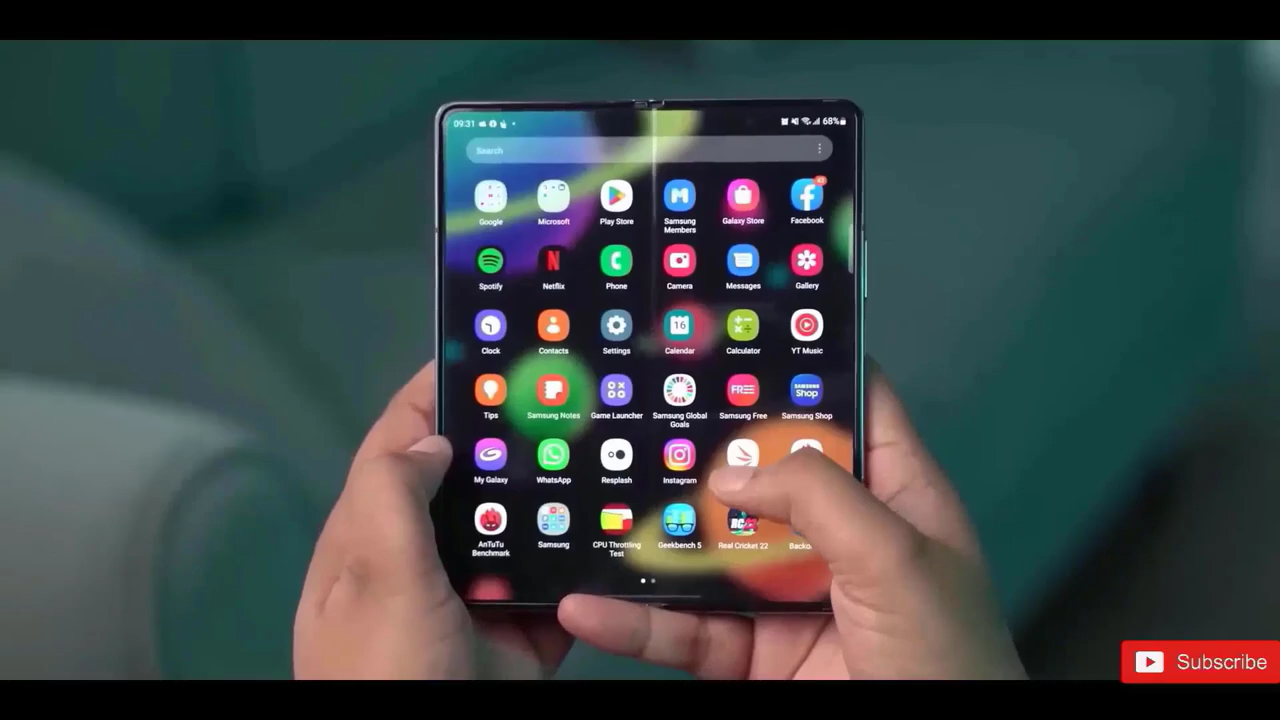 09:31
68%
Search
Google
Microsoft
Play Store
Samsung
Members
Galaxy Store
43
Facebook
Spotify
Netflix
Phone
Camera
Messages
Gallery
Clock
Contacts
Settings
16
Calendar
Calculator
YT Music
FREE
SAMSUNG
Shop
Tips
Samsung Notes
Game Launcher
Samsung Global
Goals
Samsung Free
Samsung Shop
My Galaxy
WhatsApp
Resplash
Instagram
RC22
AnTuTu
Benchmark
Samsung
CPU Throttling
Test
Geekbench 5
Real Cricket 22
Subscribe